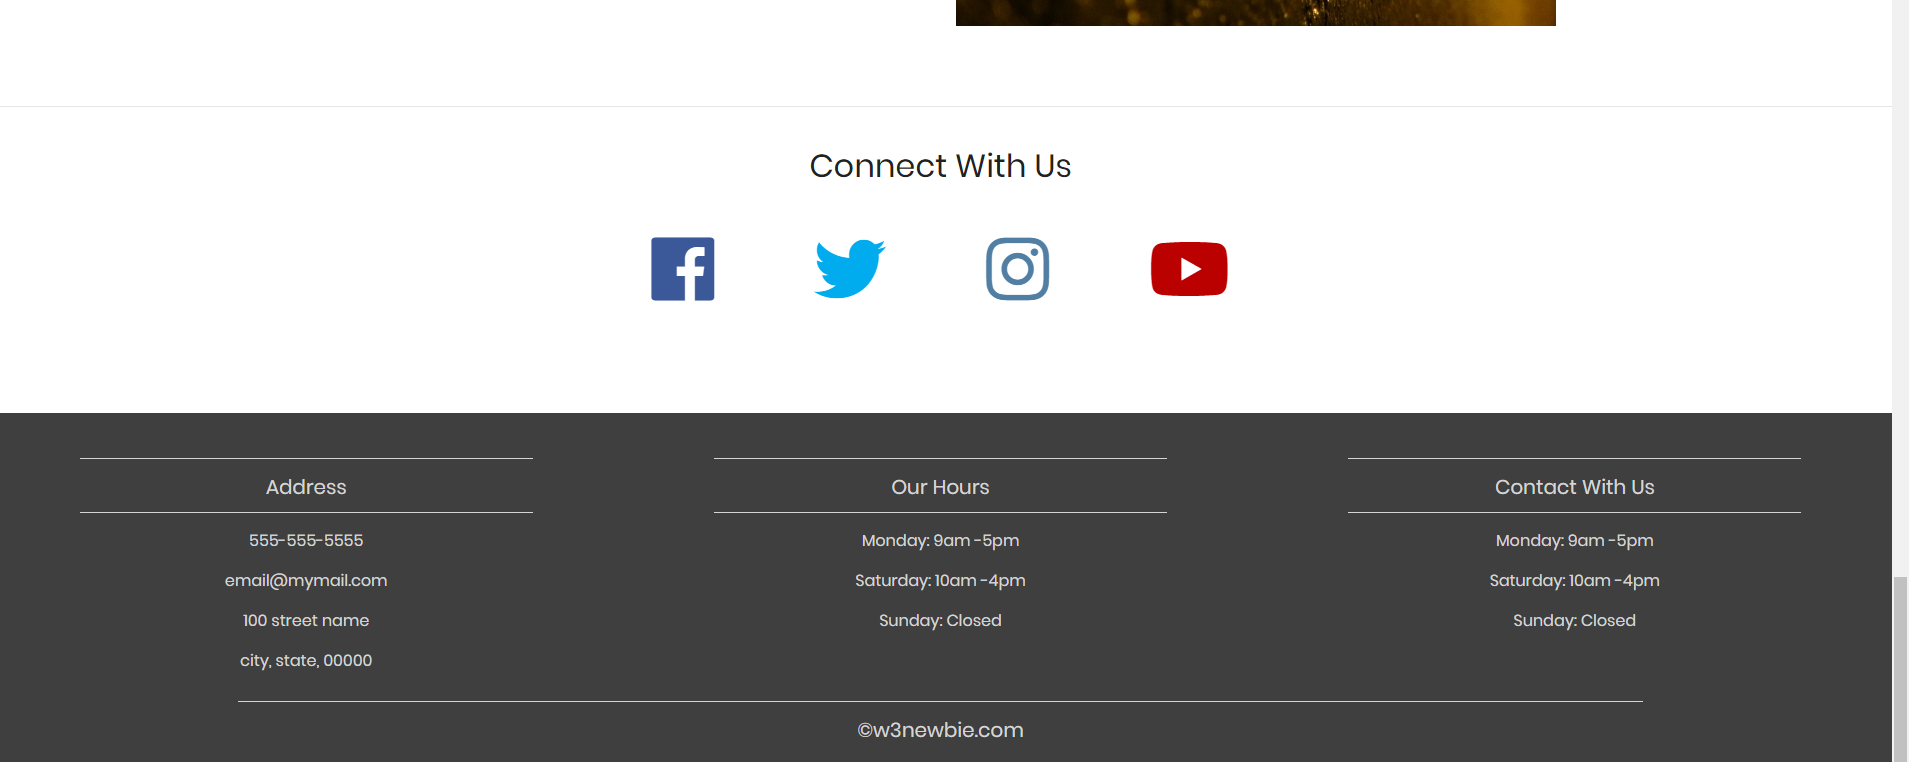 Connect With Us
Address
555-555-5555
email@mymail.com
100 street name
city, state, 00000
Our Hours
Monday: 9am -5pm
Saturday: 10am -4pm
Sunday: Closed
Contact With Us
Monday: 9am -5pm
Saturday: 10am -4pm
Sunday: Closed
©w3newbie.com